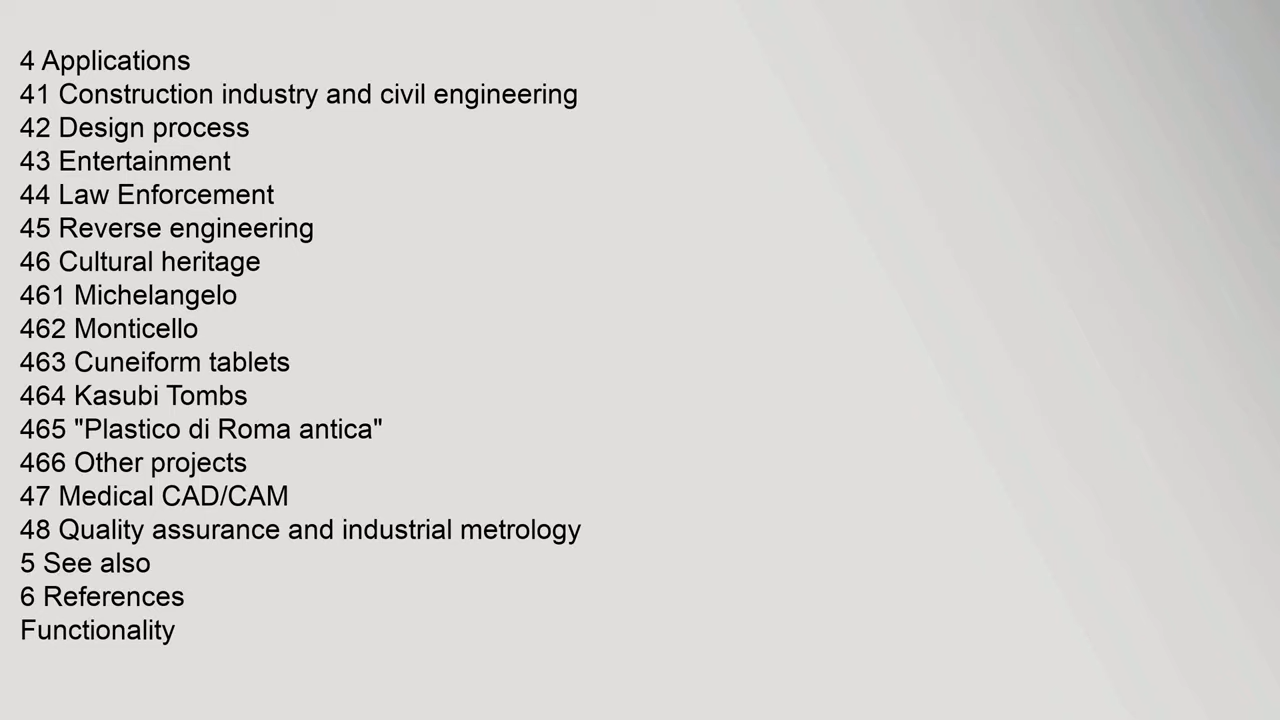 4 Applications
41 Construction industry and civil engineering
42 Design process
43 Entertainment
44 Law Enforcement
45 Reverse engineering
46 Cultural heritage
461 Michelangelo
462 Monticello
463 Cuneiform tablets
464 Kasubi Tombs
465 "Plastico di Roma antica"
466 Other projects
47 Medical CAD/CAM
48 Quality assurance and industrial metrology
5 See also
6 References
Functionality